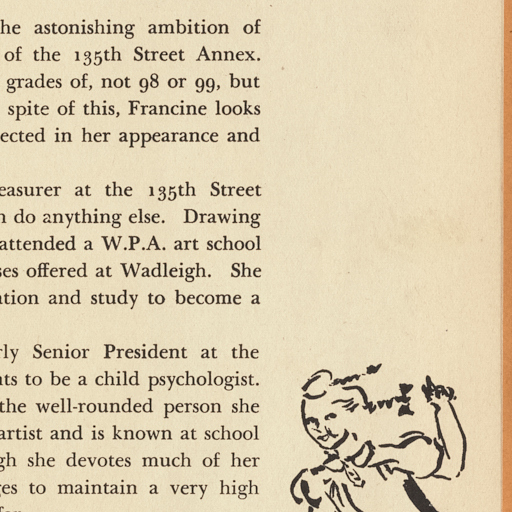 he astonishing ambition of
of the 135th Street Annex.
grades of, not 98 or 99, but
spite of this, Francine looks
ected in her appearance and
easurer at the 135th Street
n do anything else. Drawing
attended a W.P.A. art school
ses offered at Wadleigh. She
ation and study to become a
rly Senior President at the
nts to be a child psychologist.
the well-rounded person she
artist and is known at school
gh she devotes much of her
ges to maintain a very high